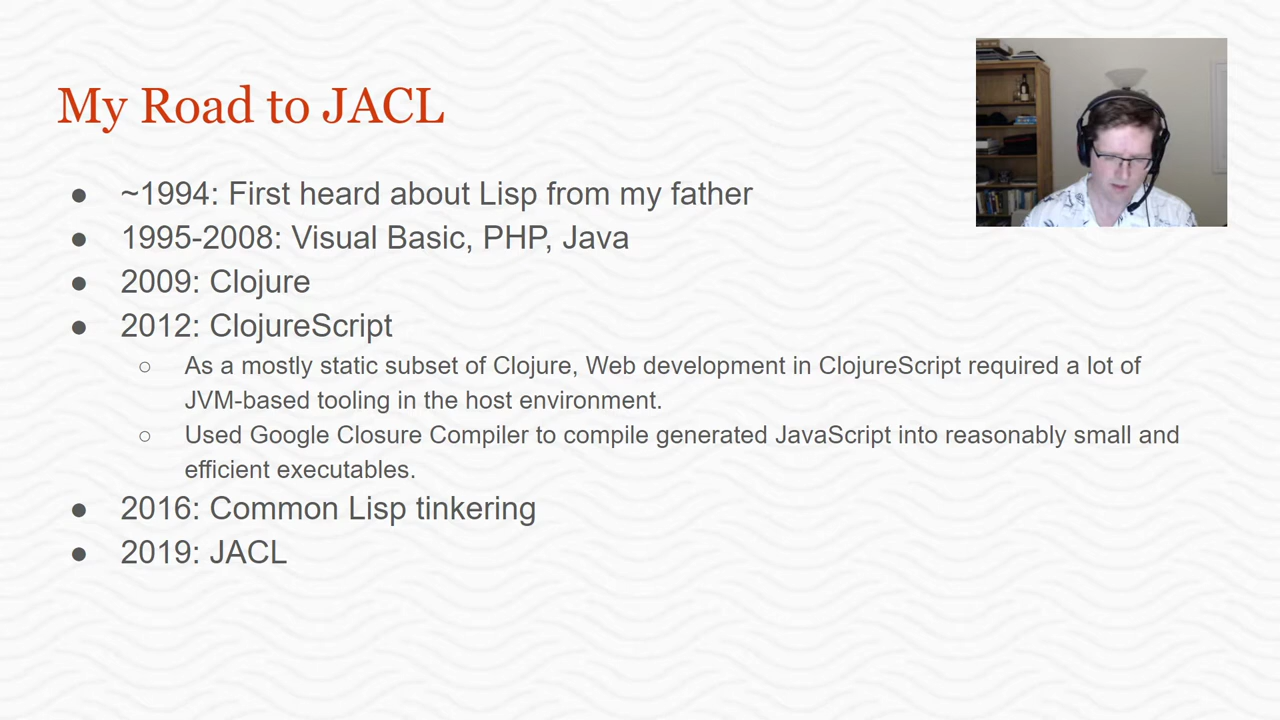 My Road to JACL
● ~1994: First heard about Lisp from my father
● 1995-2008: Visual Basic, PHP, Java
● 2009: Clojure
● 2012: ClojureScript
○ As a mostly static subset of Clojure, Web development in ClojureScript required a lot of
JVM-based tooling in the host environment.
○ Used Google Closure Compiler to compile generated JavaScript into reasonably small and
efficient executables.
● 2016: Common Lisp tinkering
● 2019: JACL